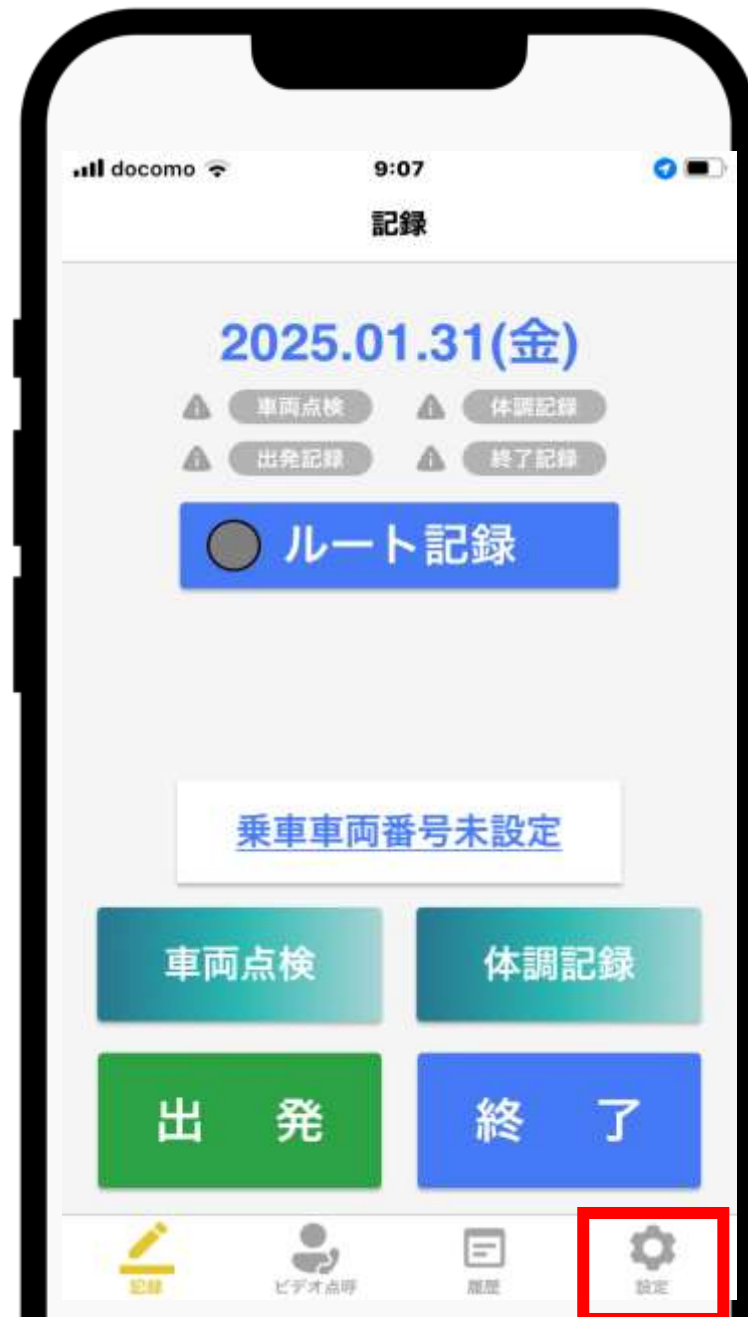 docomo 9:07
記録
2025.01.31(金)
車両点検 体調記録
出発記録 終了記録
ルート記録
乗車車両番号未設定
車両点検 体調記録
出 発 終 了
記録 ビデオ点呼 履歴 設定